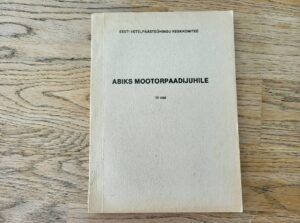 EESTI VETELPÄÄSTEÜHINGU KESKKOMITEE
ABIKS MOOTORPAADIJUHILE